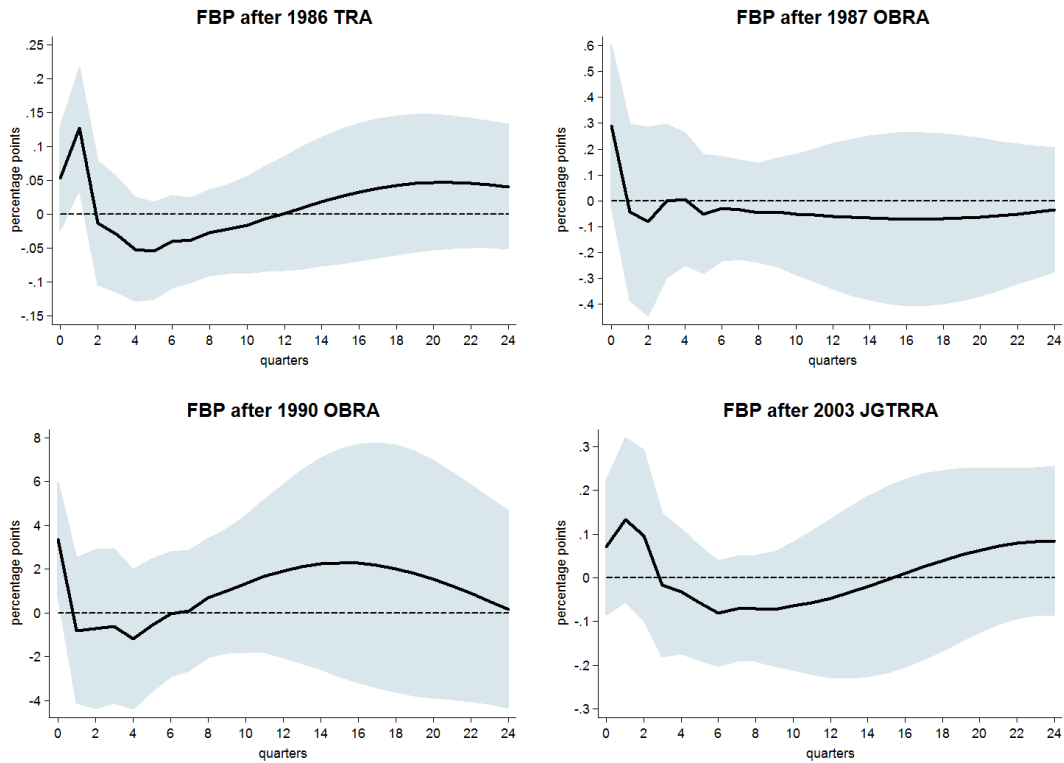 FBP after 1986 TRA
percentage points
.25
.2
.15
.1
.05
0
-.05
-.1
-.15
0 2 4 6 8 10 12 14 16 18 20 22 24
quarters
FBP after 1987 OBRA
percentage points
.6
.5
.4
.3
.2
.1
0
-.1
-.2
-.3
-.4
0 2 4 6 8 10 12 14 16 18 20 22 24
quarters
FBP after 1990 OBRA
percentage points
8
6
4
2
0
-2
-4
0 2 4 6 8 10 12 14 16 18 20 22 24
quarters
FBP after 2003 JGTRRA
percentage points
.3
.2
.1
0
-.1
-.2
-.3
0 2 4 6 8 10 12 14 16 18 20 22 24
quarters